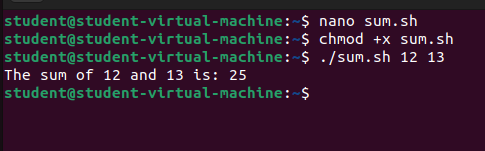 student@student-virtual-machine:~$ nano sum.sh
student@student-virtual-machine:~$ chmod +x sum.sh
student@student-virtual-machine:~$ ./sum.sh 12 13
The sum of 12 and 13 is: 25
student@student-virtual-machine:~$